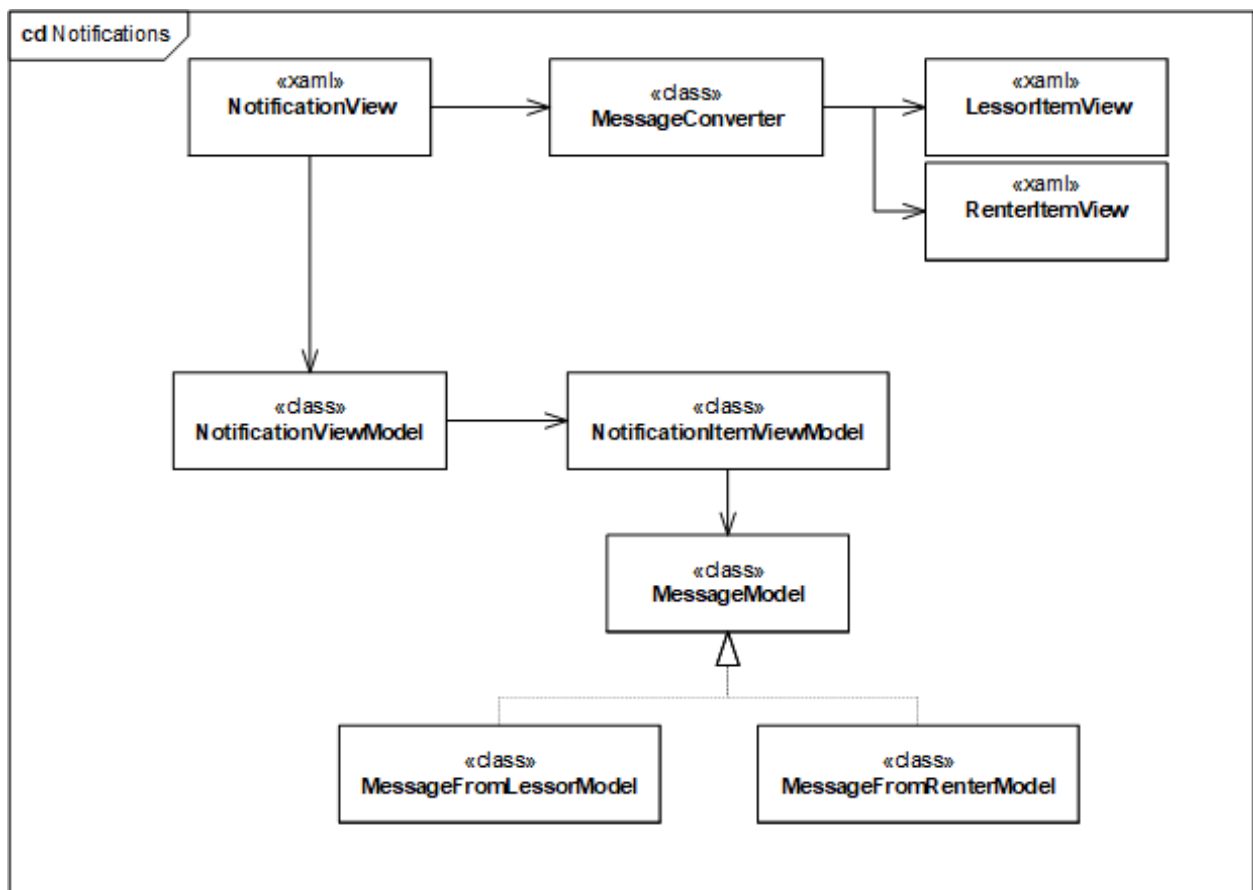 cd Notifications
«xaml»
NotificationView
«class»
MessageConverter
«xaml»
LessorItemView
«xaml»
RenterItemView
«class»
NotificationViewModel
«class»
NotificationItemViewModel
«class»
MessageModel
«class»
MessageFromLessorModel
«class»
MessageFromRenterModel